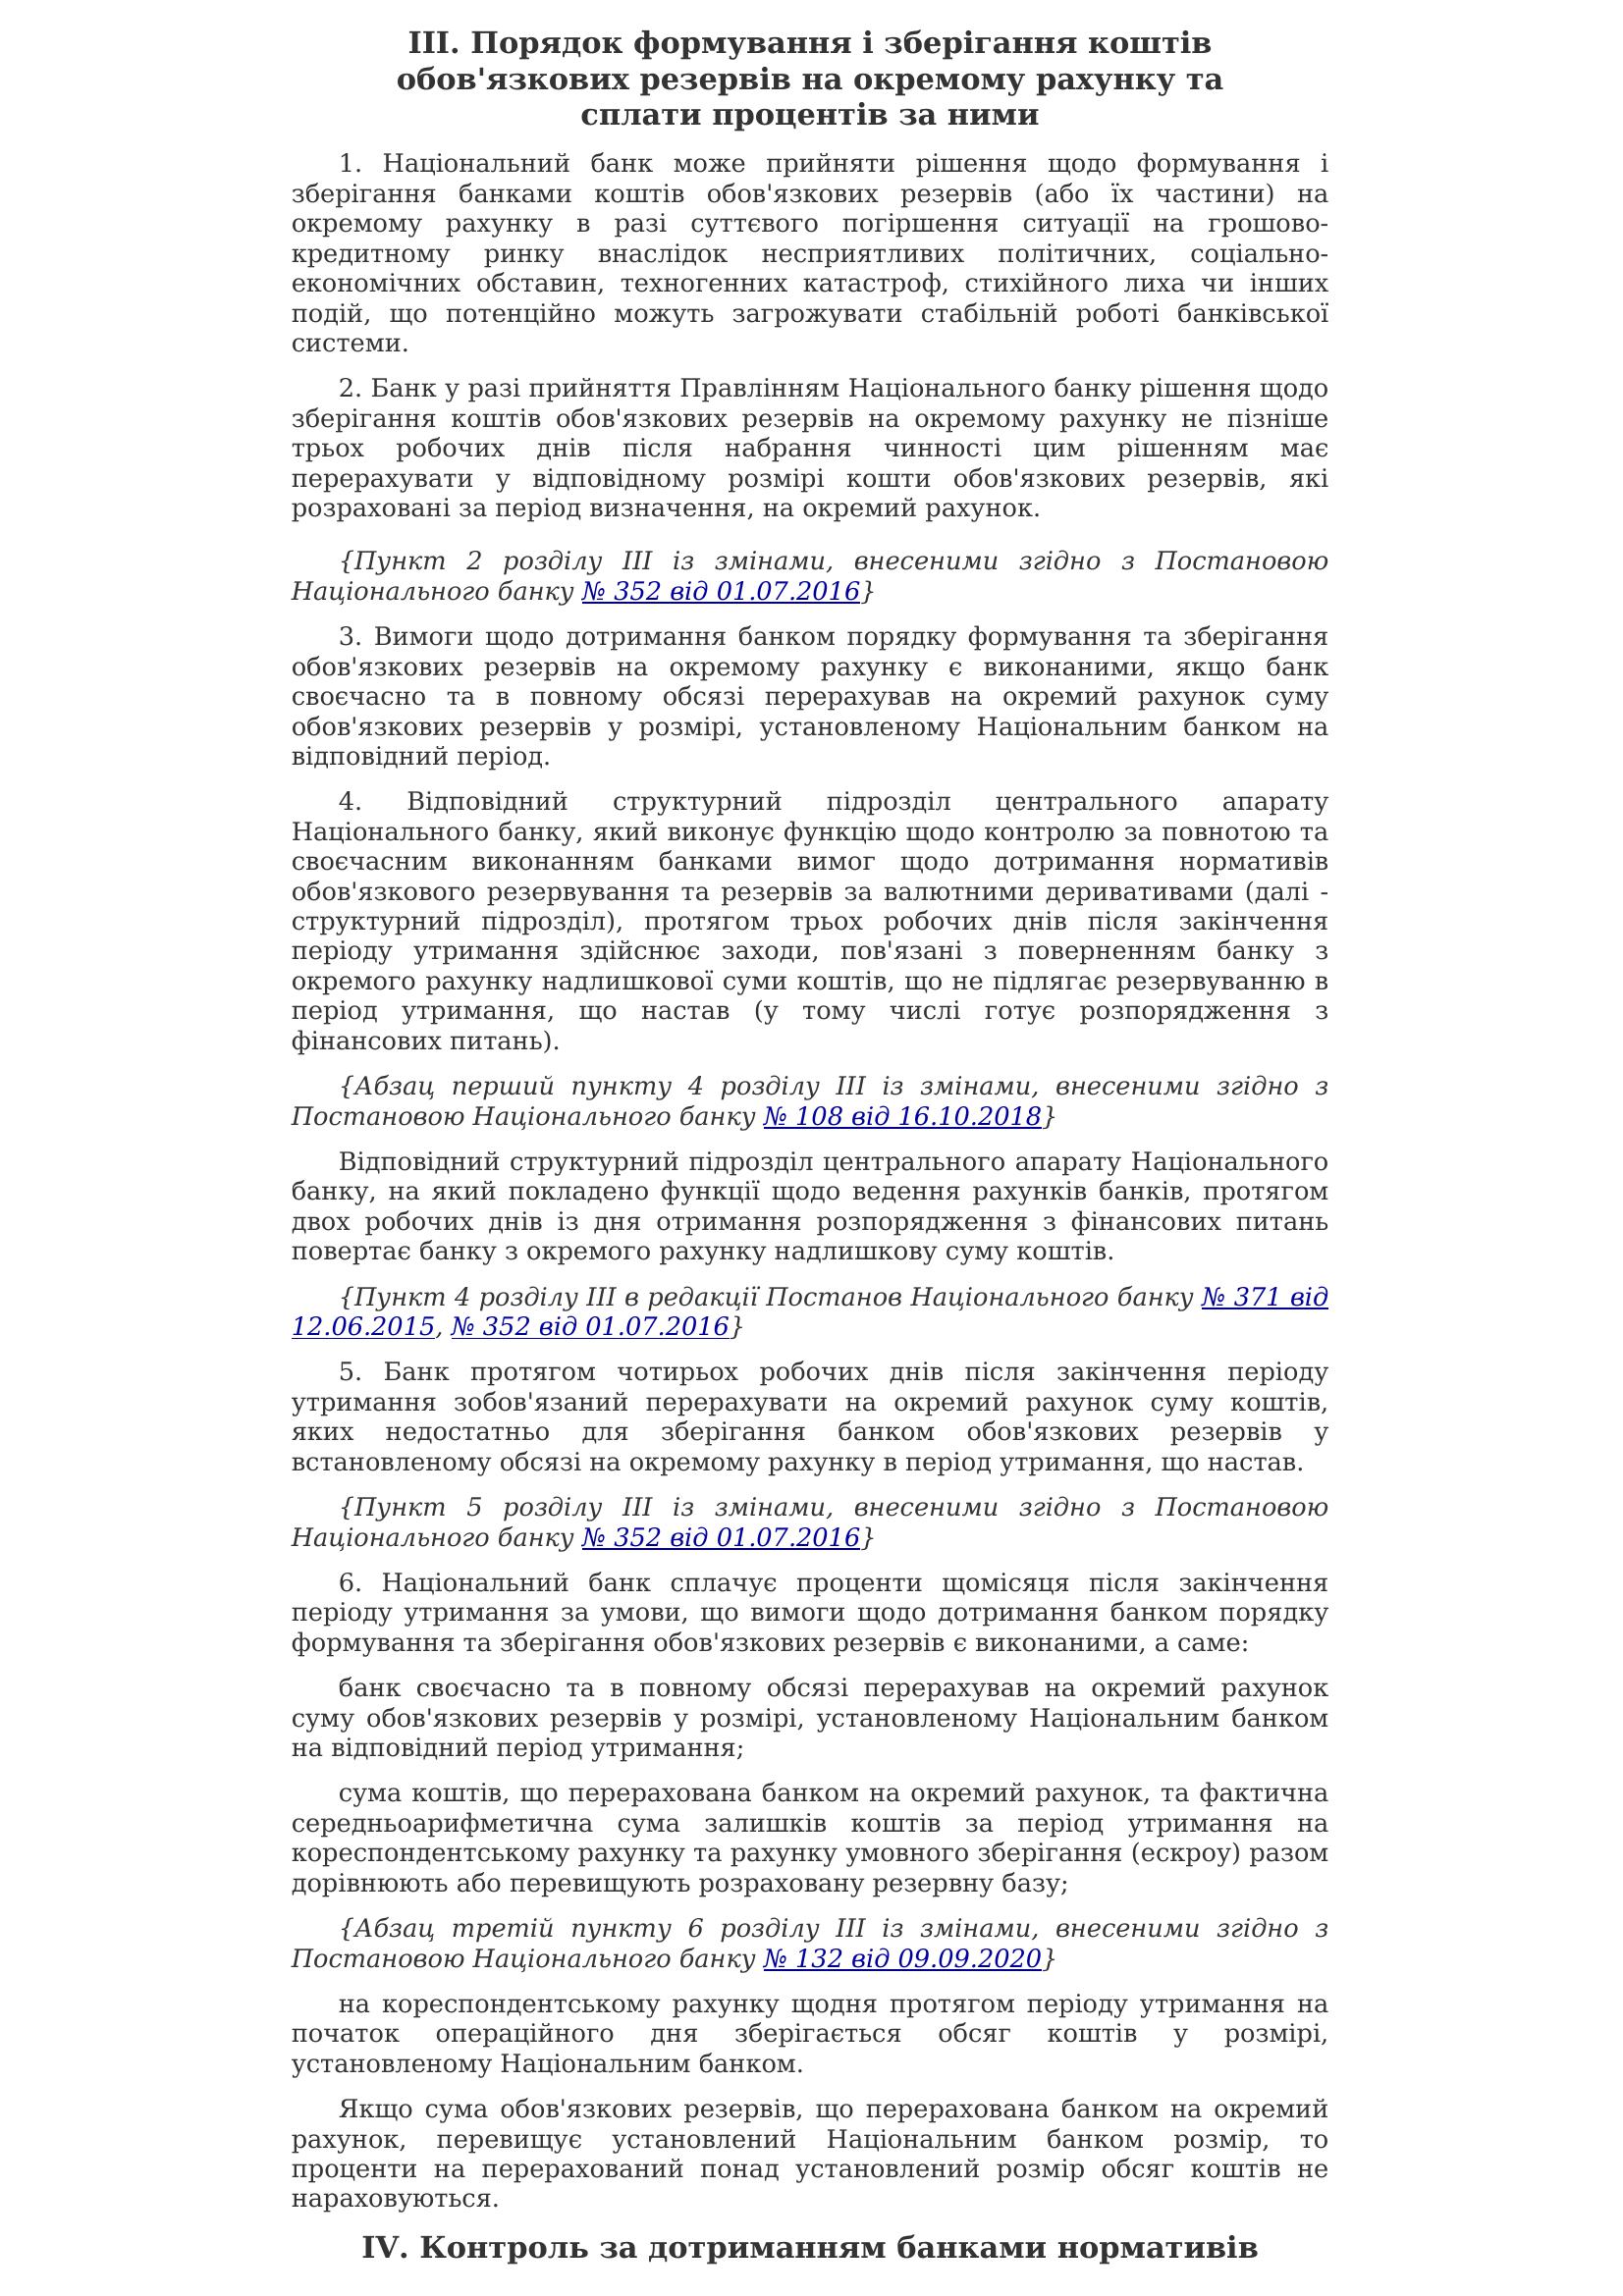 III. Порядок формування і зберігання коштів
обов'язкових резервів на окремому рахунку та
сплати процентів за ними
1. Національний банк може прийняти рішення щодо формування і
зберігання банками коштів обов'язкових резервів (або їх частини) на
окремому рахунку в разі суттєвого погіршення ситуації на грошово-
кредитному ринку внаслідок несприятливих політичних, соціально-
економічних обставин, техногенних катастроф, стихійного лиха чи інших
подій, що потенційно можуть загрожувати стабільній роботі банківської
системи.
2. Банк у разі прийняття Правлінням Національного банку рішення щодо
зберігання коштів обов'язкових резервів на окремому рахунку не пізніше
трьох робочих днів після набрання чинності цим рішенням має
перерахувати у відповідному розмірі кошти обов'язкових резервів, які
розраховані за період визначення, на окремий рахунок.
{Пункт 2 розділу III із змінами, внесеними згідно з Постановою
Національного банку № 352 від 01.07.2016}
3. Вимоги щодо дотримання банком порядку формування та зберігання
обов'язкових резервів на окремому рахунку є виконаними, якщо банк
своєчасно та в повному обсязі перерахував на окремий рахунок суму
обов'язкових резервів у розмірі, установленому Національним банком на
відповідний період.
4. Відповідний структурний підрозділ центрального апарату
Національного банку, який виконує функцію щодо контролю за повнотою та
своєчасним виконанням банками вимог щодо дотримання нормативів
обов'язкового резервування та резервів за валютними деривативами (далі -
структурний підрозділ), протягом трьох робочих днів після закінчення
періоду утримання здійснює заходи, пов'язані з поверненням банку з
окремого рахунку надлишкової суми коштів, що не підлягає резервуванню в
період утримання, що настав (у тому числі готує розпорядження з
фінансових питань).
{Абзац перший пункту 4 розділу III із змінами, внесеними згідно з
Постановою Національного банку № 108 від 16.10.2018}
Відповідний структурний підрозділ центрального апарату Національного
банку, на який покладено функції щодо ведення рахунків банків, протягом
двох робочих днів із дня отримання розпорядження з фінансових питань
повертає банку з окремого рахунку надлишкову суму коштів.
{Пункт 4 розділу III в редакції Постанов Національного банку № 371 від
12.06.2015, № 352 від 01.07.2016}
5. Банк протягом чотирьох робочих днів після закінчення періоду
утримання зобов'язаний перерахувати на окремий рахунок суму коштів,
яких недостатньо для зберігання банком обов'язкових резервів у
встановленому обсязі на окремому рахунку в період утримання, що настав.
{Пункт 5 розділу III із змінами, внесеними згідно з Постановою
Національного банку № 352 від 01.07.2016}
6. Національний банк сплачує проценти щомісяця після закінчення
періоду утримання за умови, що вимоги щодо дотримання банком порядку
формування та зберігання обов'язкових резервів є виконаними, а саме:
банк своєчасно та в повному обсязі перерахував на окремий рахунок
суму обов'язкових резервів у розмірі, установленому Національним банком
на відповідний період утримання;
сума коштів, що перерахована банком на окремий рахунок, та фактична
середньоарифметична сума залишків коштів за період утримання на
кореспондентському рахунку та рахунку умовного зберігання (ескроу) разом
дорівнюють або перевищують розраховану резервну базу;
{Абзац третій пункту 6 розділу III із змінами, внесеними згідно з
Постановою Національного банку № 132 від 09.09.2020}
на кореспондентському рахунку щодня протягом періоду утримання на
початок операційного дня зберігається обсяг коштів у розмірі,
установленому Національним банком.
Якщо сума обов'язкових резервів, що перерахована банком на окремий
рахунок, перевищує установлений Національним банком розмір, то
проценти на перерахований понад установлений розмір обсяг коштів не
нараховуються.
IV. Контроль за дотриманням банками нормативів